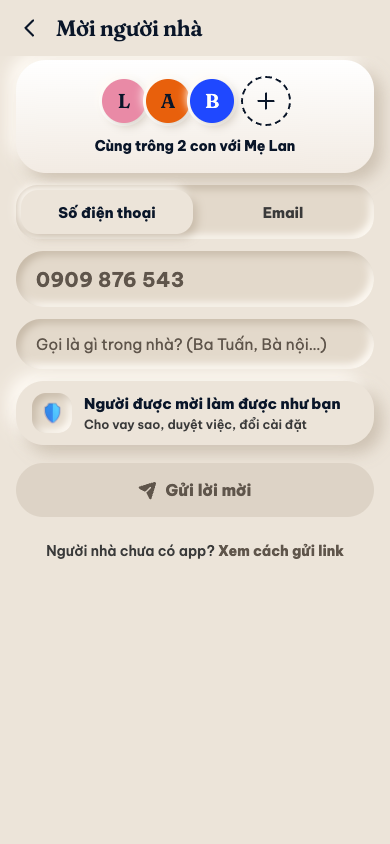 Mời người nhà
L A B
Cùng trông 2 con với Mẹ Lan
Số điện thoại Email
0909 876 543
Gọi là gì trong nhà? (Ba Tuấn, Bà nội...)
Người được mời làm được như bạn
Cho vay sao, duyệt việc, đổi cài đặt
Gửi lời mời
Người nhà chưa có app? Xem cách gửi link